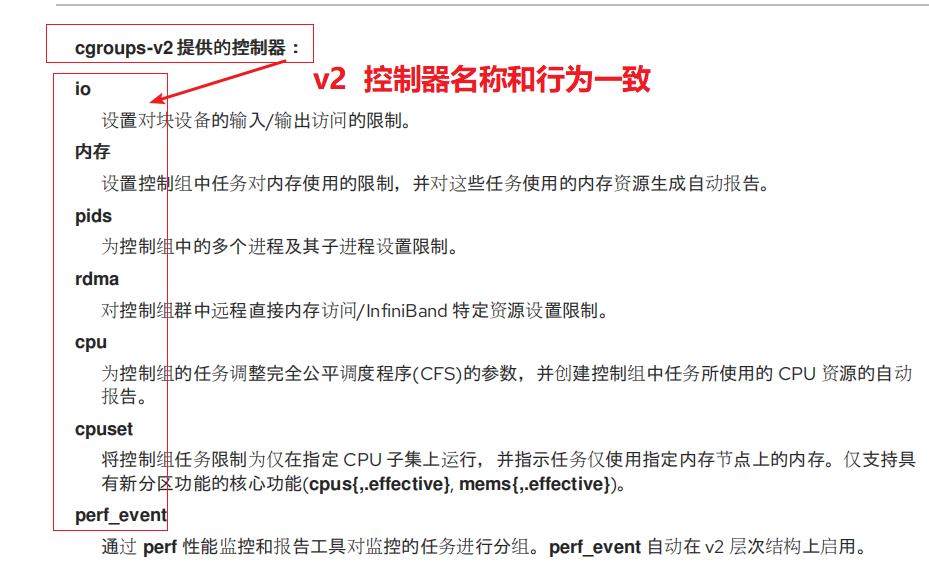 cgroups-v2 提供的控制器：
v2 控制器名称和行为一致
io
设置对块设备的输入/输出访问的限制。
内存
设置控制组中任务对内存使用的限制，并对这些任务使用的内存资源生成自动报告。
pids
为控制组中的多个进程及其子进程设置限制。
rdma
对控制组群中远程直接内存访问/InfiniBand 特定资源设置限制。
cpu
为控制组的任务调整完全公平调度程序(CFS)的参数，并创建控制组中任务所使用的 CPU 资源的自动
报告。
cpuset
将控制组任务限制为仅在指定 CPU 子集上运行，并指示任务仅使用指定内存节点上的内存。仅支持具
有新分区功能的核心功能(cpus{,.effective}, mems{,.effective})。
perf_event
通过 perf 性能监控和报告工具对监控的任务进行分组。perf_event 自动在 v2 层次结构上启用。